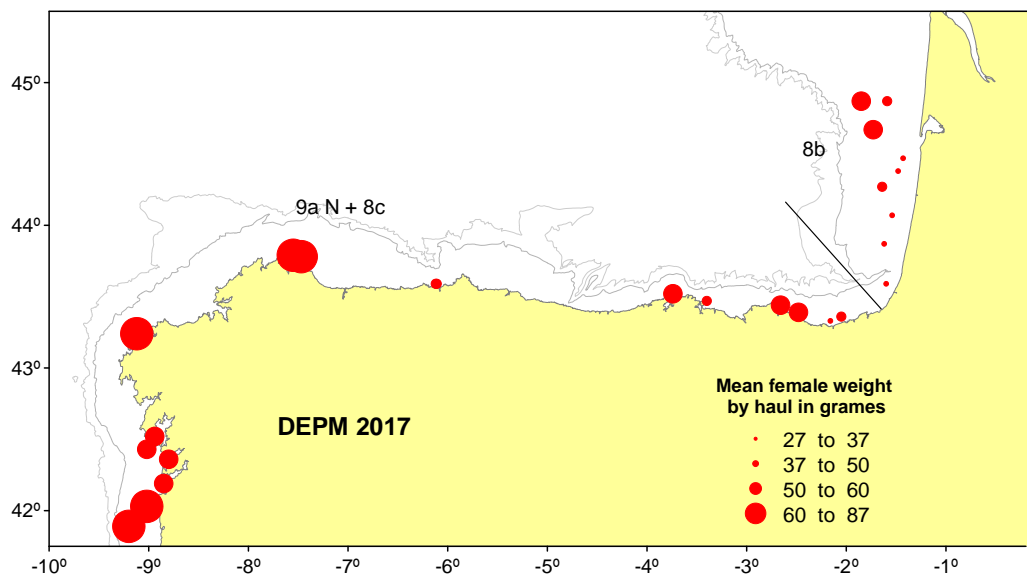 45º
8b
9a N + 8c
44º
43º
Mean female weight
by haul in grames
DEPM 2017
27 to 37
37 to 50
50 to 60
60 to 87
42º
-10º -9º -8º -7º -6º -5º -4º -3º -2º -1º